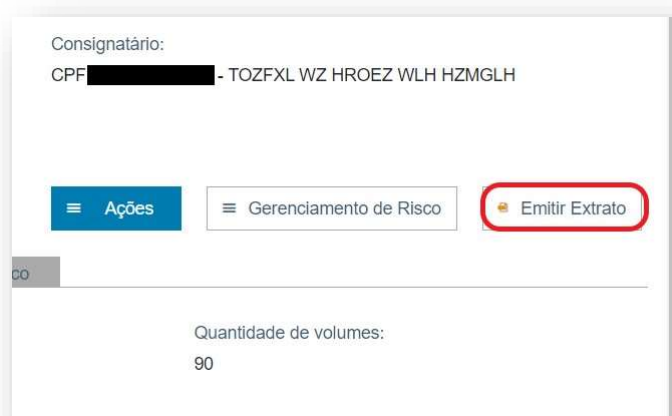 Consignatário:
CPF - TOZFXL WZ HROEZ WLH HZMGLH
Ações
Gerenciamento de Risco
Emitir Extrato
co
Quantidade de volumes:
90